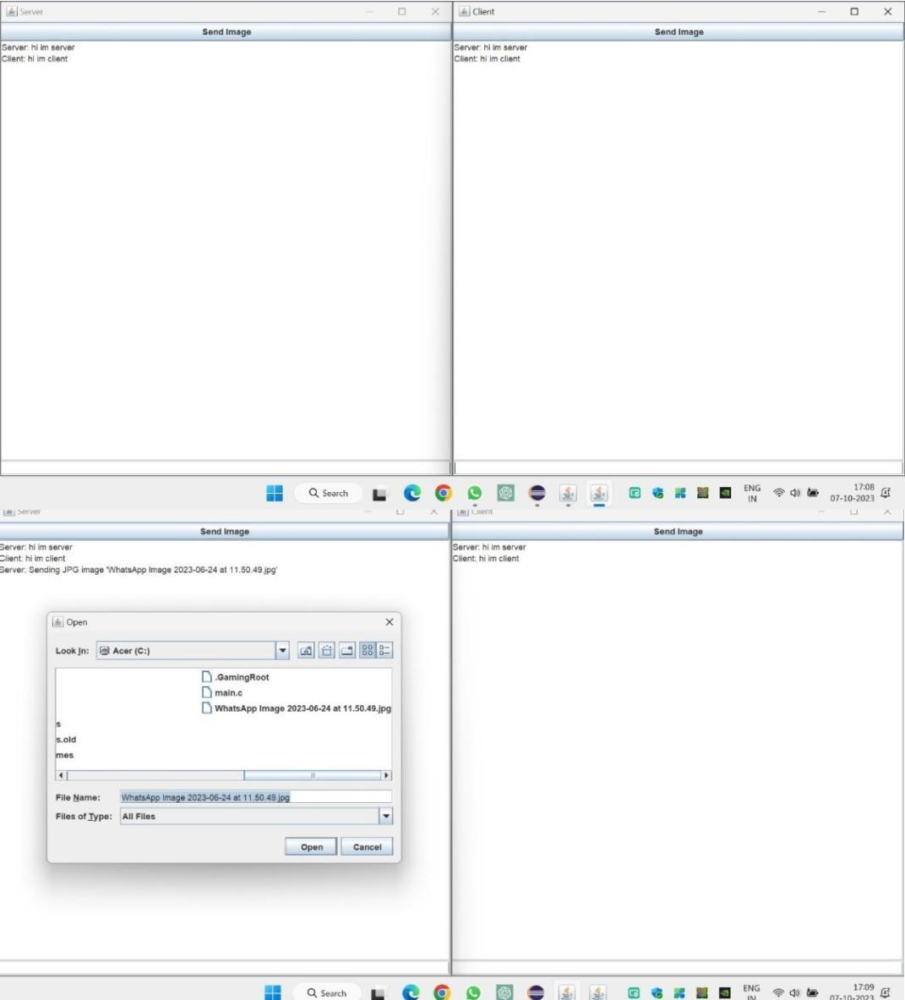 Server
Client
Send Image
Send Image
Server: hi im server
Client: hi im client
Server: hi im server
Client: hi im client
Search
ENG
IN
17:08
07-10-2023
Server
Client
Send Image
Send Image
Server: hi im server
Client: hi im client
Server: Sending JPG image 'WhatsApp Image 2023-06-24 at 11.50.49.jpg'
Server: hi im server
Client: hi im client
Open
Look In: Acer (C:)
.GamingRoot
main.c
WhatsApp Image 2023-06-24 at 11.50.49.jpg
s
s.old
mes
File Name: WhatsApp Image 2023-06-24 at 11.50.49.jpg
Files of Type: All Files
Open Cancel
Search
ENG
IN
17:09
07-10-2023